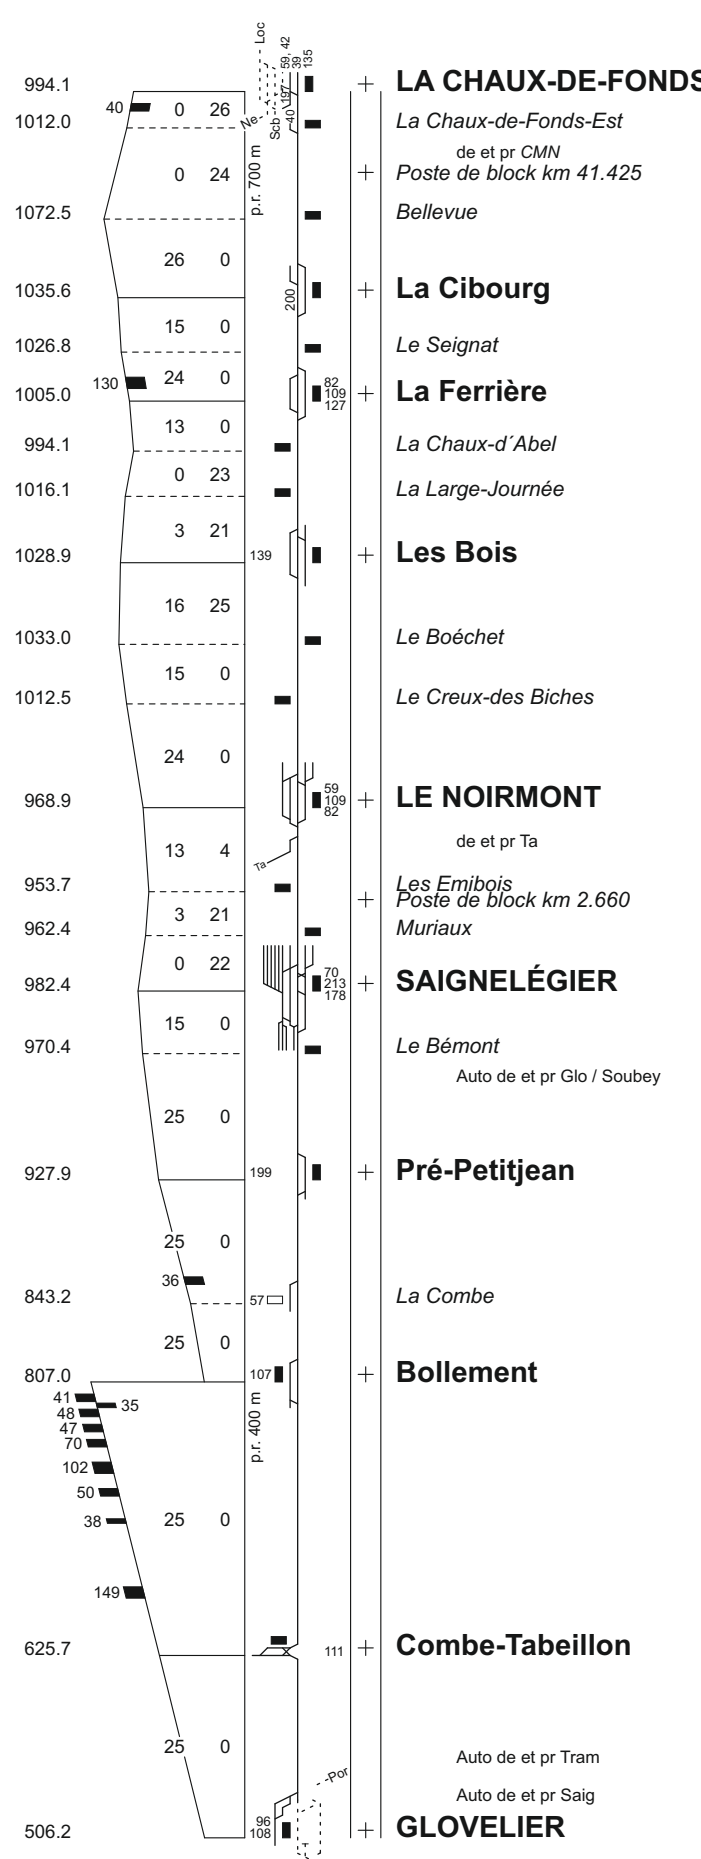 Loc
59, 42
39
135
994.1 LA CHAUX-DE-FONDS
40 0 26 197
Ne Scb 40
1012.0 La Chaux-de-Fonds-Est
de et pr CMN
p.r. 700 m
0 24 Poste de block km 41.425
1072.5 Bellevue
26 0
1035.6 200 La Cibourg
15 0
1026.8 Le Seignat
130 24 0 82
1005.0 109 La Ferrière
127
13 0
994.1 La Chaux-d´Abel
0 23
1016.1 La Large-Journée
3 21
1028.9 139 Les Bois
16 25
1033.0 Le Boéchet
15 0
1012.5 Le Creux-des Biches
24 0
59
968.9 109 LE NOIRMONT
82
de et pr Ta
13 4
Ta
953.7 Les Emibois
Poste de block km 2.660
3 21
962.4 Muriaux
0 22 70
982.4 213 SAIGNELÉGIER
178
15 0
970.4 Le Bémont
Auto de et pr Glo / Soubey
25 0
927.9 199 Pré-Petitjean
25 0
36
843.2 57 La Combe
25 0
807.0 107 Bollement
41
35
48
47
p.r. 400 m
70
102
50
38 25 0
149
625.7 111 Combe-Tabeillon
25 0
Auto de et pr Tram
Por
Auto de et pr Saig
96
506.2 108 GLOVELIER